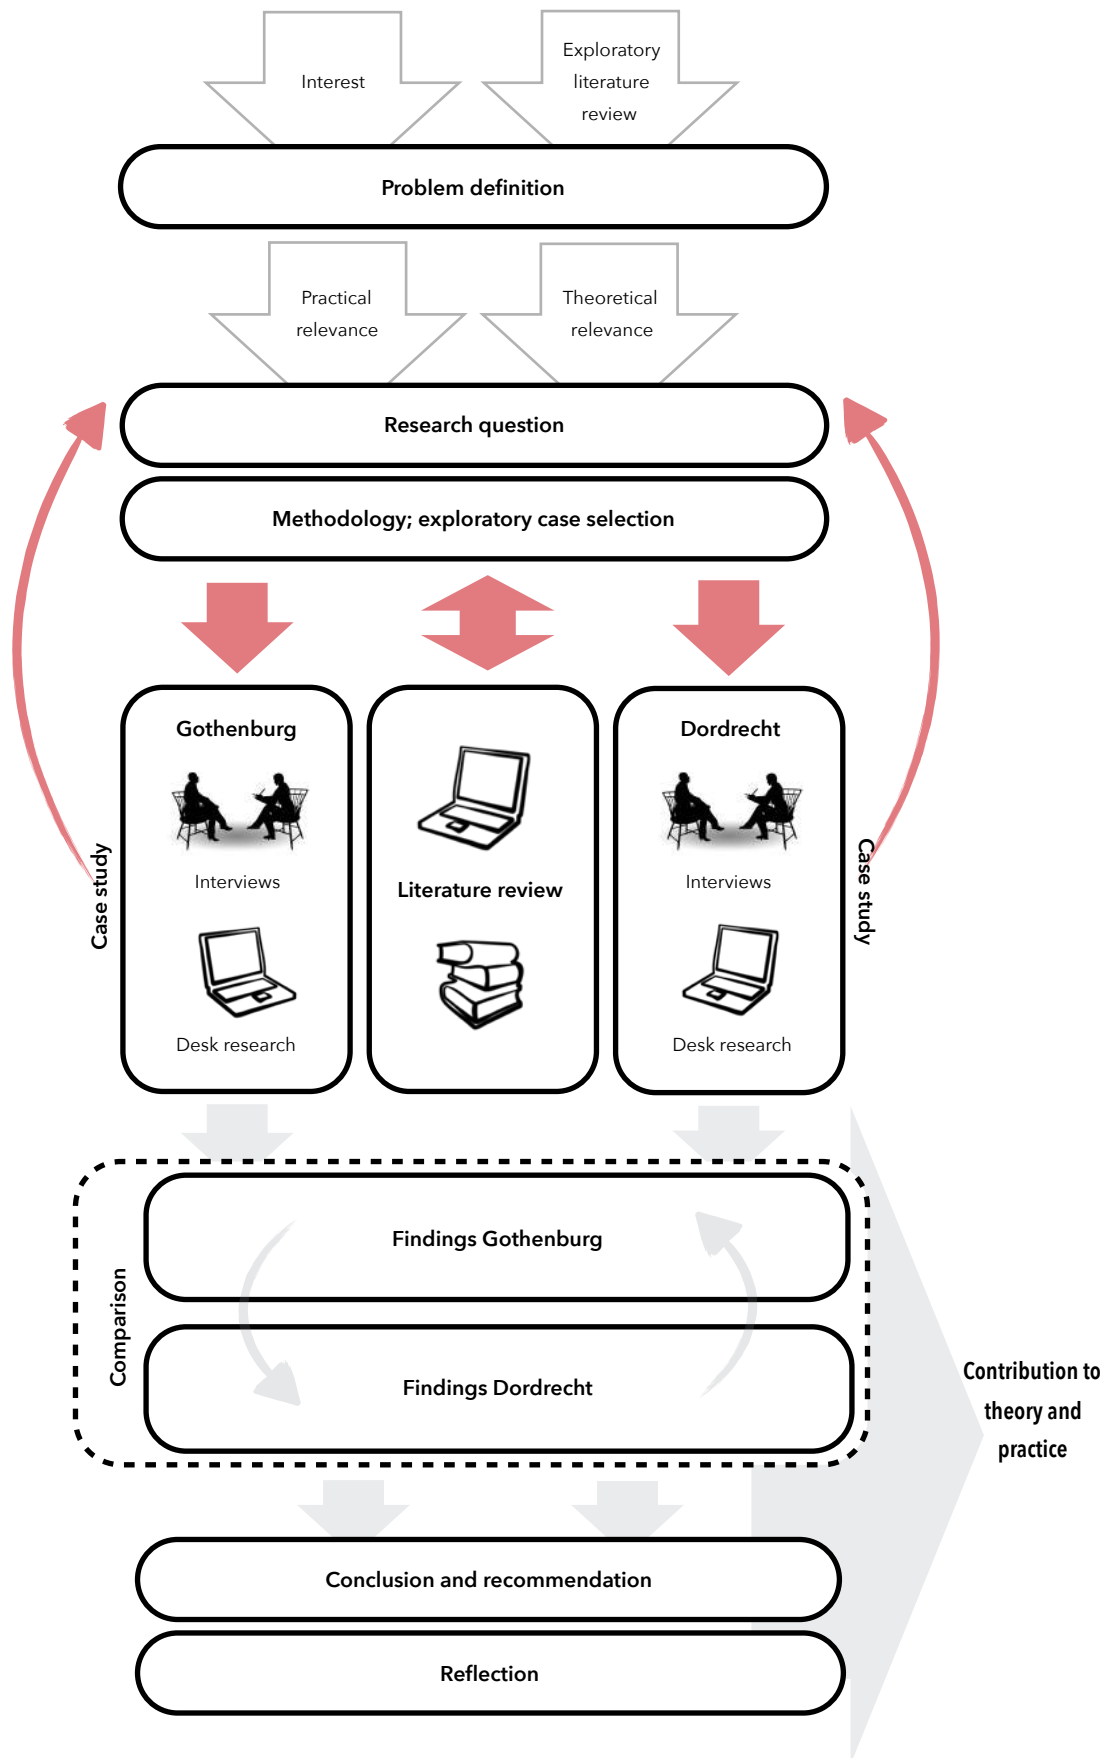 Interest
Exploratory
literature
review
Problem definition
Practical
relevance
Theoretical
relevance
Research question
Methodology; exploratory case selection
Case study
Gothenburg
Interviews
Desk research
Literature review
Dordrecht
Interviews
Desk research
Case study
Comparison
Findings Gothenburg
Findings Dordrecht
Contribution to
theory and
practice
Conclusion and recommendation
Reflection